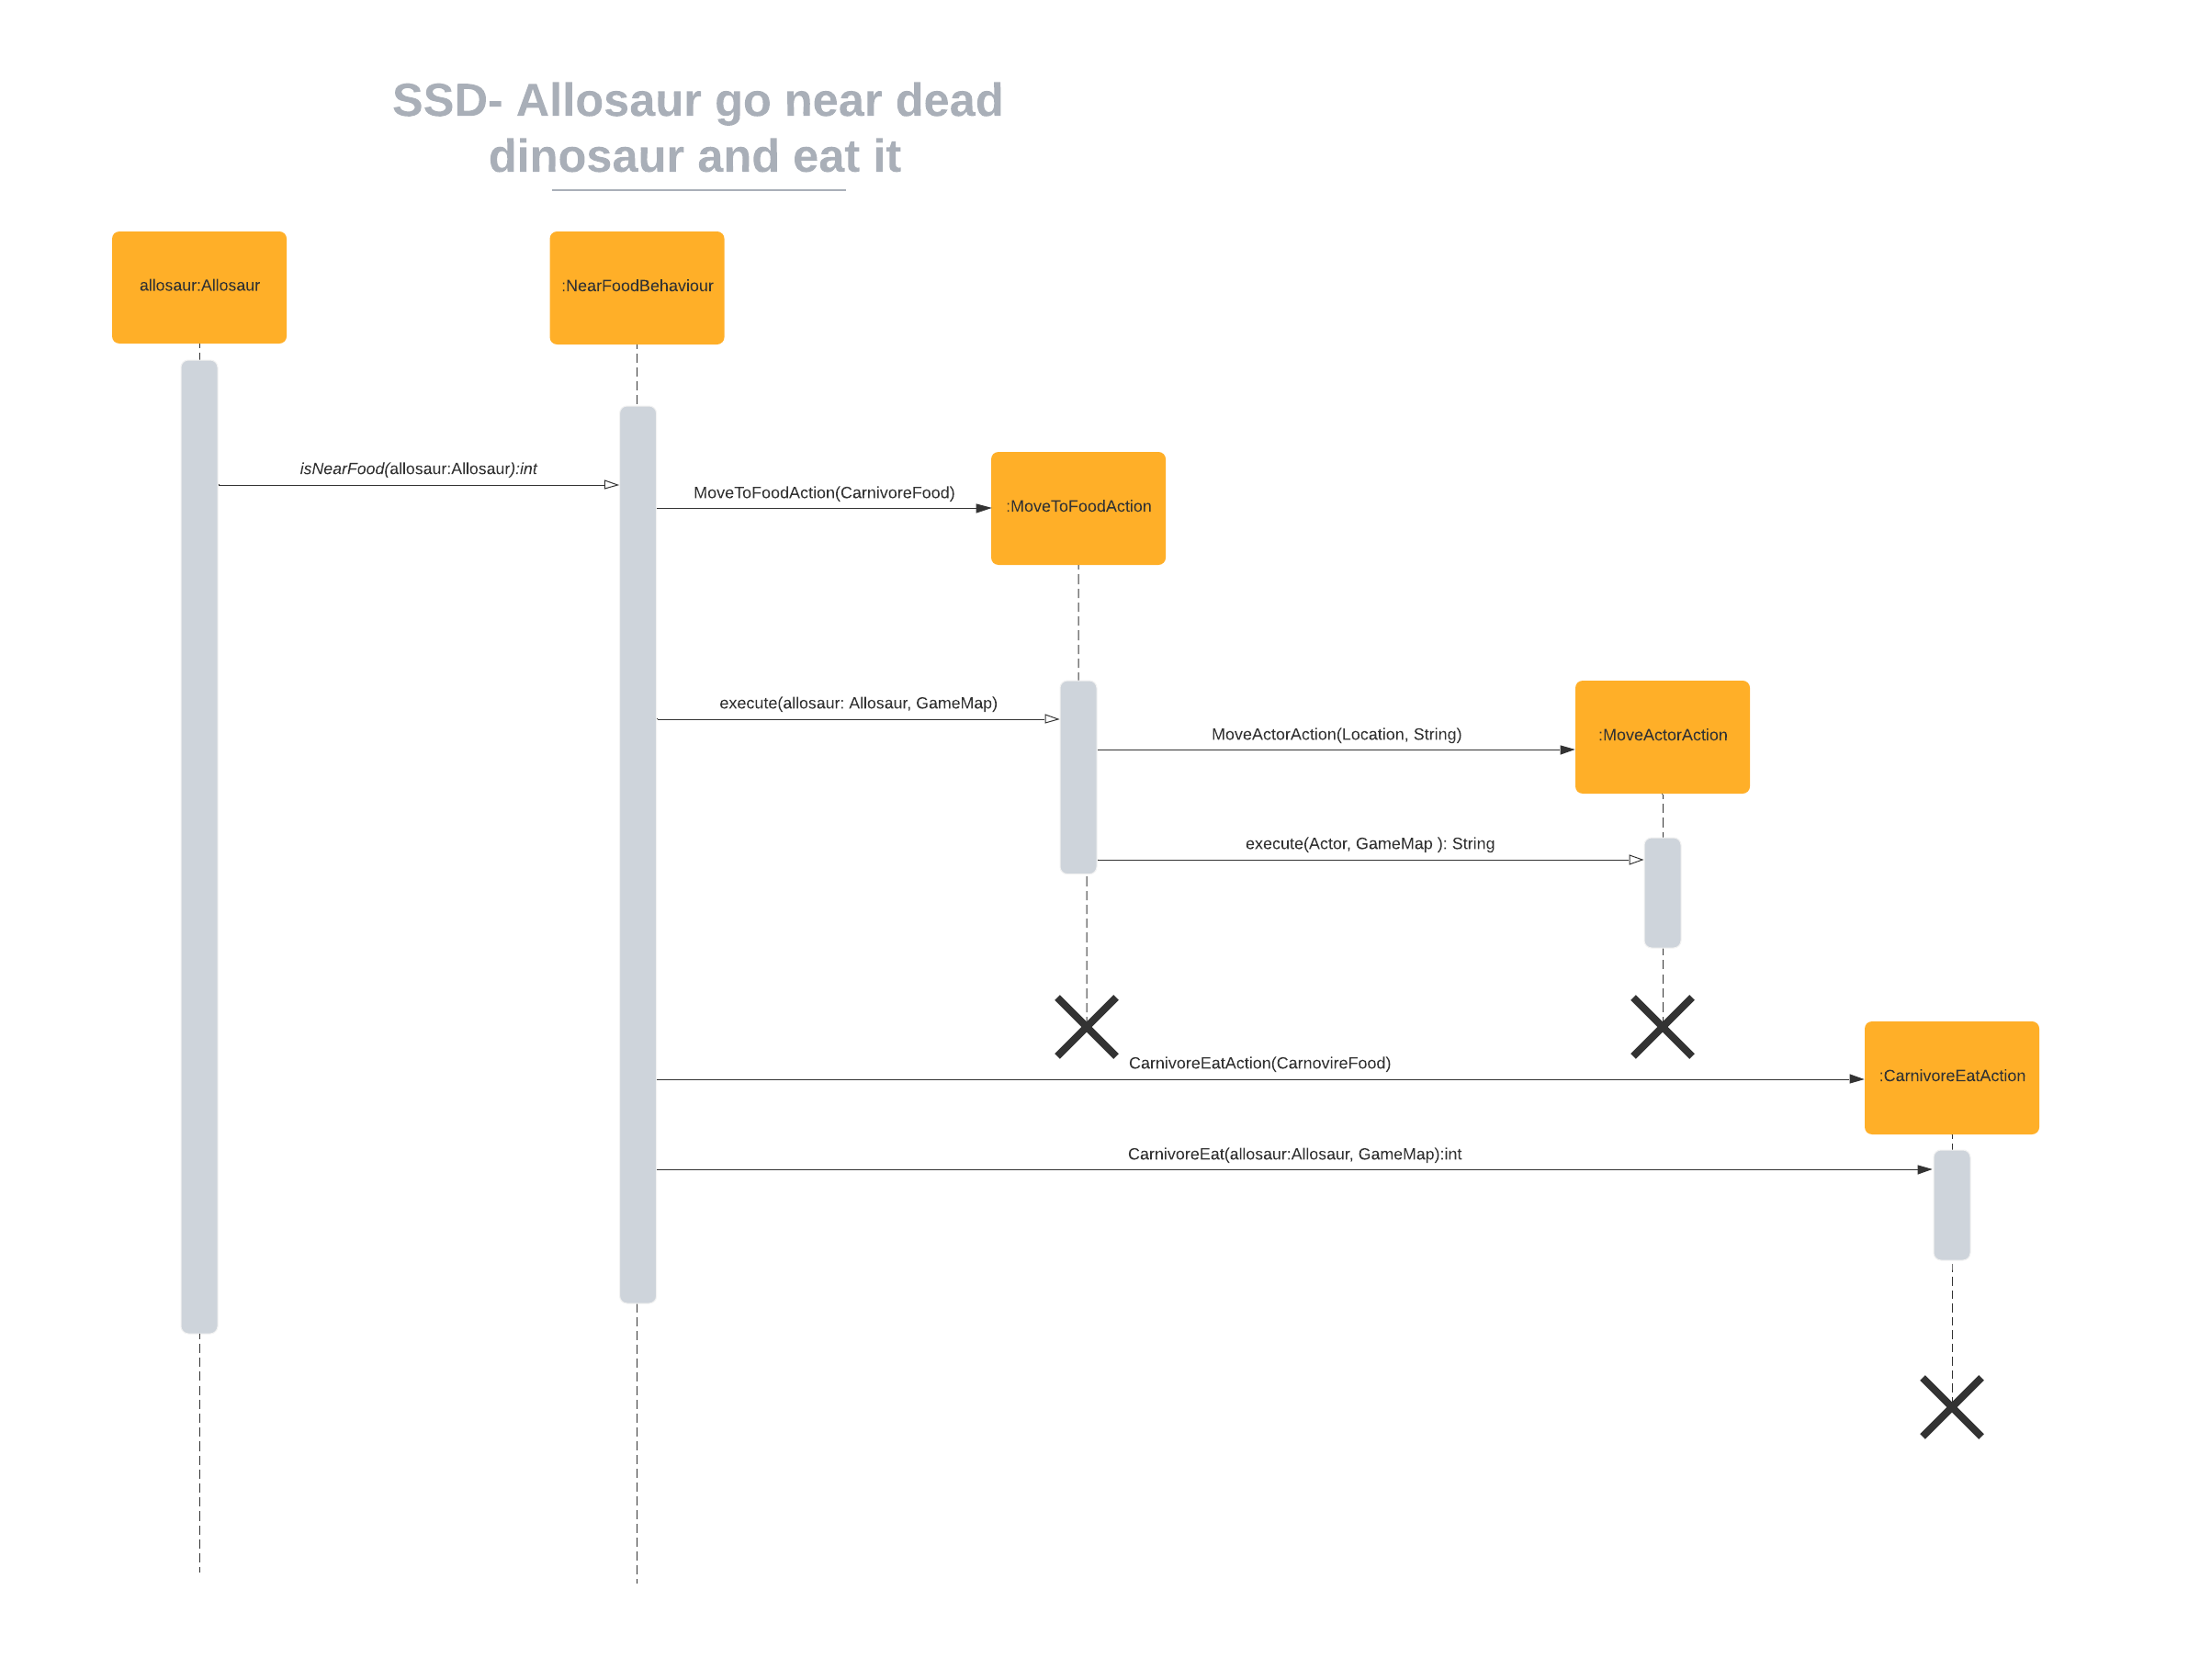 SSD- Allosaur go near dead
dinosaur and eat it
allosaur:Allosaur
:NearFoodBehaviour
isNearFood(allosaur:Allosaur):int
MoveToFoodAction(CarnivoreFood)
:MoveToFoodAction
execute(allosaur: Allosaur, GameMap)
MoveActorAction(Location, String)
:MoveActorAction
execute(Actor, GameMap ): String
CarnivoreEatAction(CarnovireFood)
:CarnivoreEatAction
CarnivoreEat(allosaur:Allosaur, GameMap):int